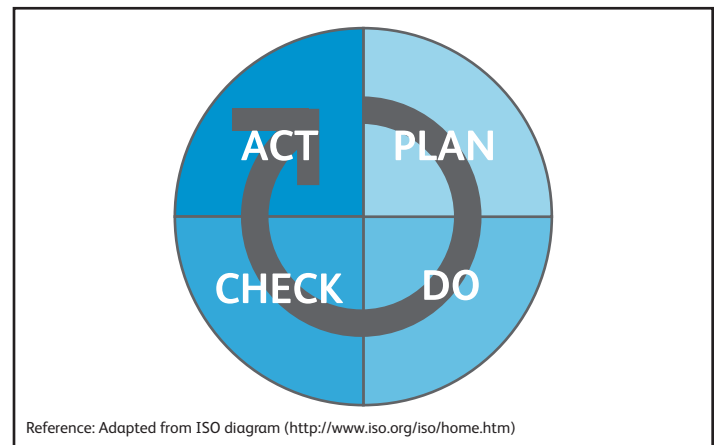 ACT
PLAN
CHECK
DO
Reference: Adapted from ISO diagram (http://www.iso.org/iso/home.htm)